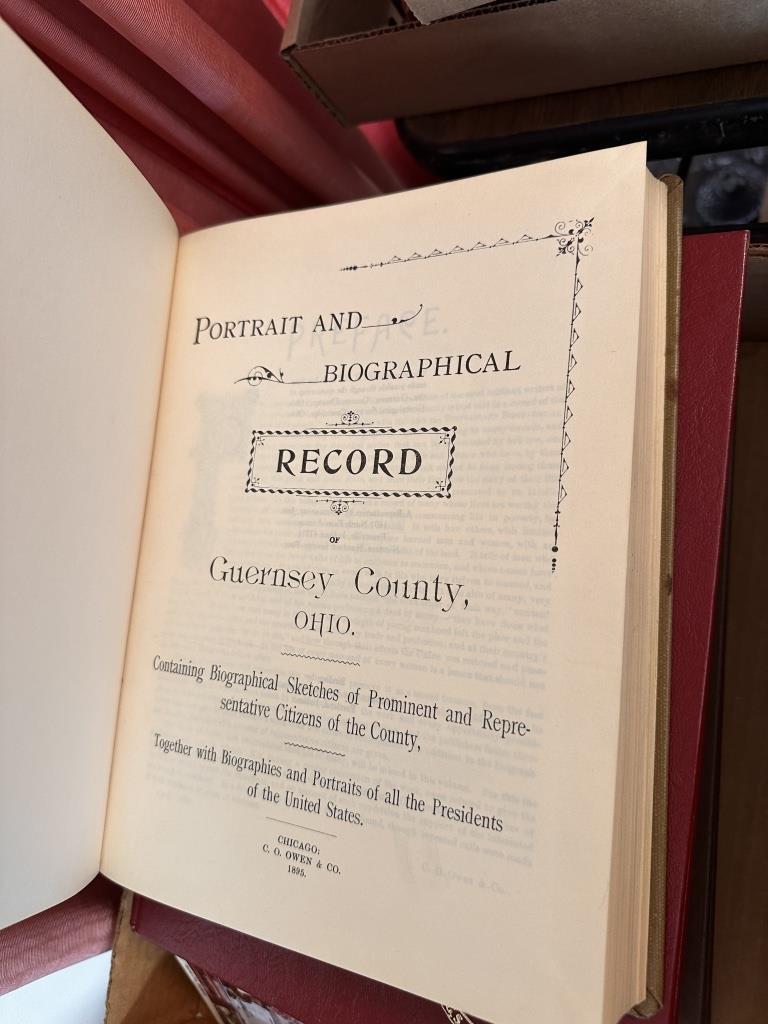 PORTRAIT AND
BIOGRAPHICAL
RECORD
OF
Guernsey County,
OHIO.
Containing Biographical Sketches of Prominent and Repre-
sentative Citizens of the County,
Together with Biographies and Portraits of all the Presidents
of the United States.
CHICAGO:
C. O. OWEN & CO.
1895.